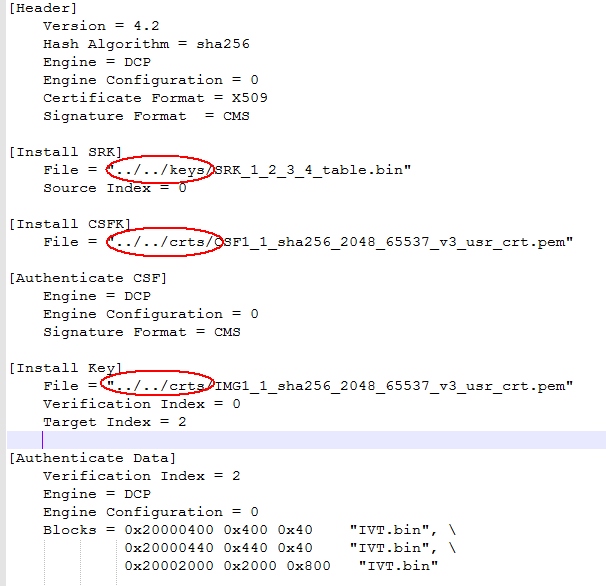 [Header]
Version = 4.2
Hash Algorithm = sha256
Engine = DCP
Engine Configuration = 0
Certificate Format = X509
Signature Format  = CMS
[Install SRK]
File = "../../keys/SRK_1_2_3_4_table.bin"
Source Index = 0
[Install CSFK]
File = "../../crts/CSF1_1_sha256_2048_65537_v3_usr_crt.pem"
[Authenticate CSF]
Engine = DCP
Engine Configuration = 0
Signature Format = CMS
[Install Key]
File = "../../crts/IMG1_1_sha256_2048_65537_v3_usr_crt.pem"
Verification Index = 0
Target Index = 2
[Authenticate Data]
Verification Index = 2
Engine = DCP
Engine Configuration = 0
Blocks = 0x20000400 0x400 0x40    "IVT.bin", \
0x20000440 0x440 0x40    "IVT.bin", \
0x20002000 0x2000 0x800   "IVT.bin"